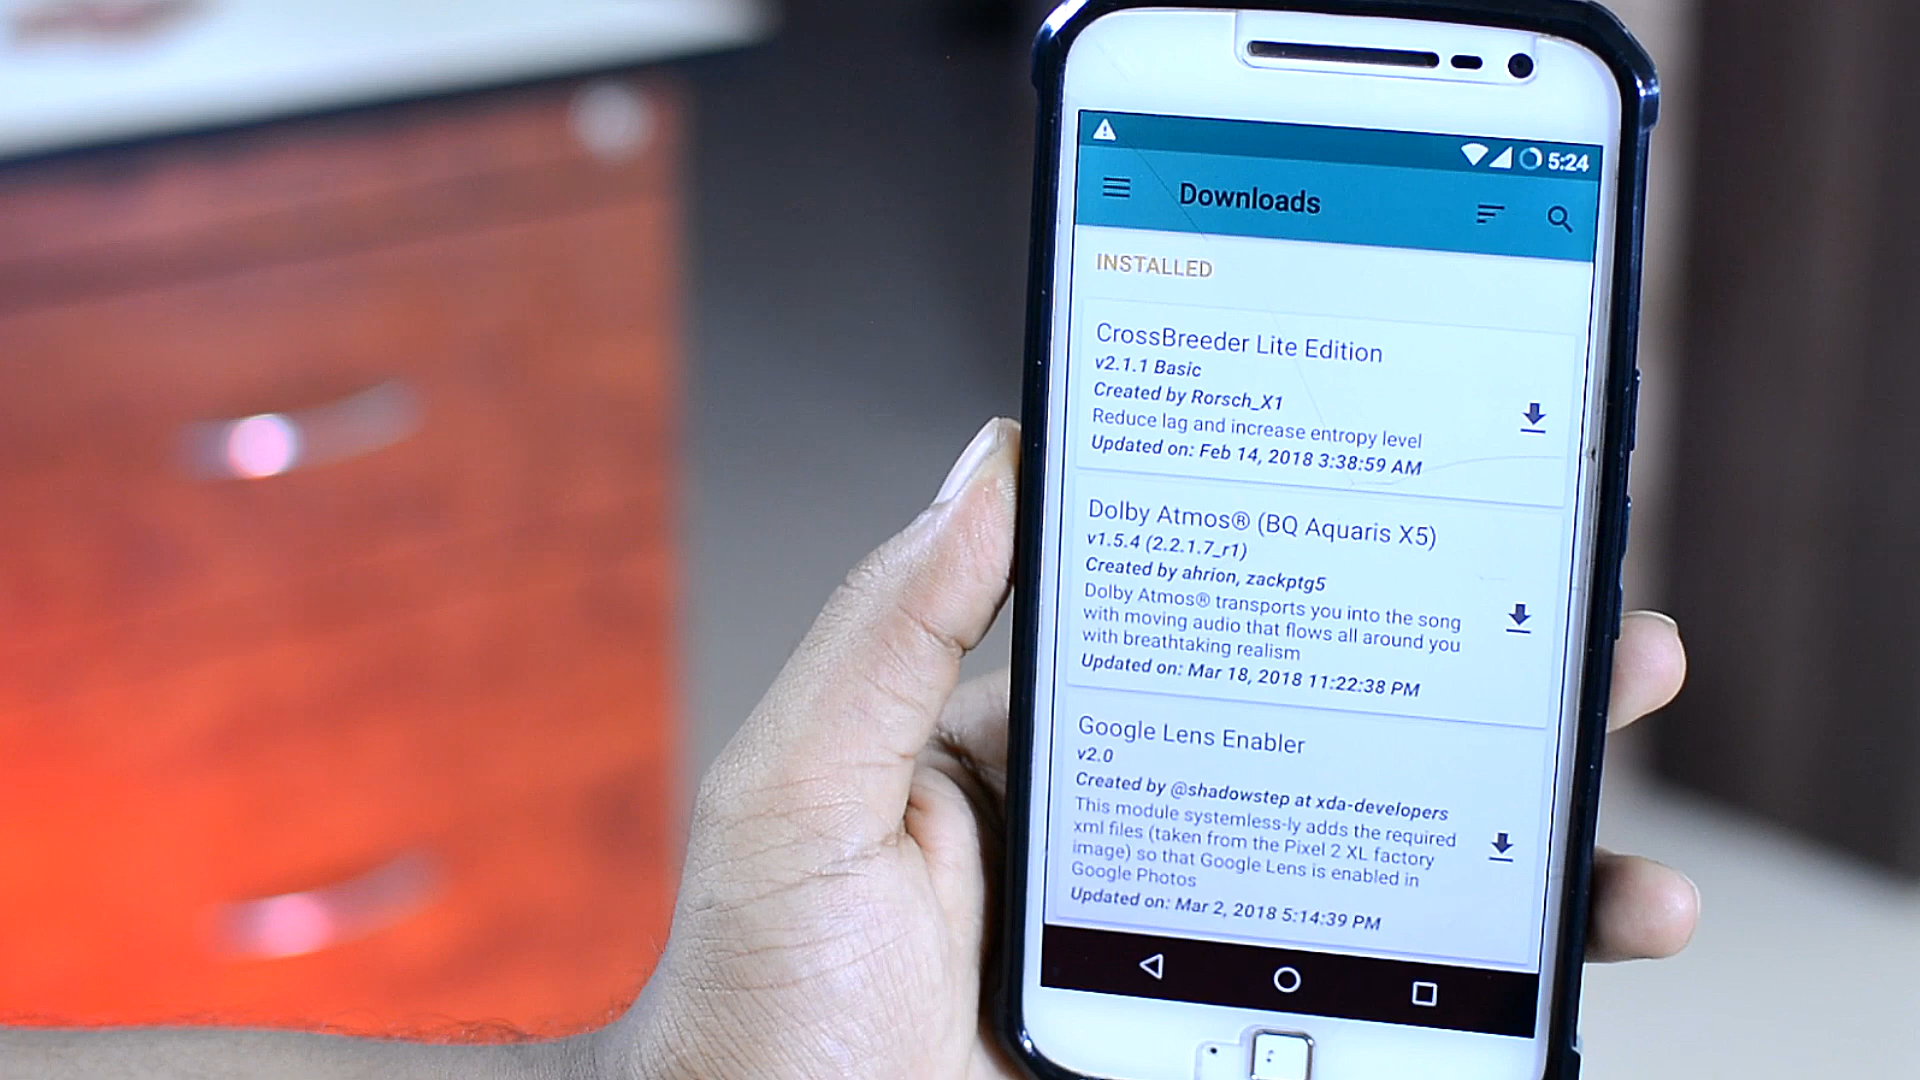 5:24
Downloads
INSTALLED
CrossBreeder Lite Edition
v2.1.1 Basic
Created by Rorsch_X1
Reduce lag and increase entropy level
Updated on: Feb 14, 2018 3:38:59 AM
Dolby Atmos® (BQ Aquaris X5)
v1.5.4 (2.2.1.7_r1)
Created by ahrion, zackptg5
Dolby Atmos® transports you into the song
with moving audio that flows all around you
with breathtaking realism
Updated on: Mar 18, 2018 11:22:38 PM
Google Lens Enabler
v2.0
Created by @shadowstep at xda-developers
This module systemless-ly adds the required
xml files (taken from the Pixel 2 XL factory
image) so that Google Lens is enabled in
Google Photos
Updated on: Mar 2, 2018 5:14:39 PM